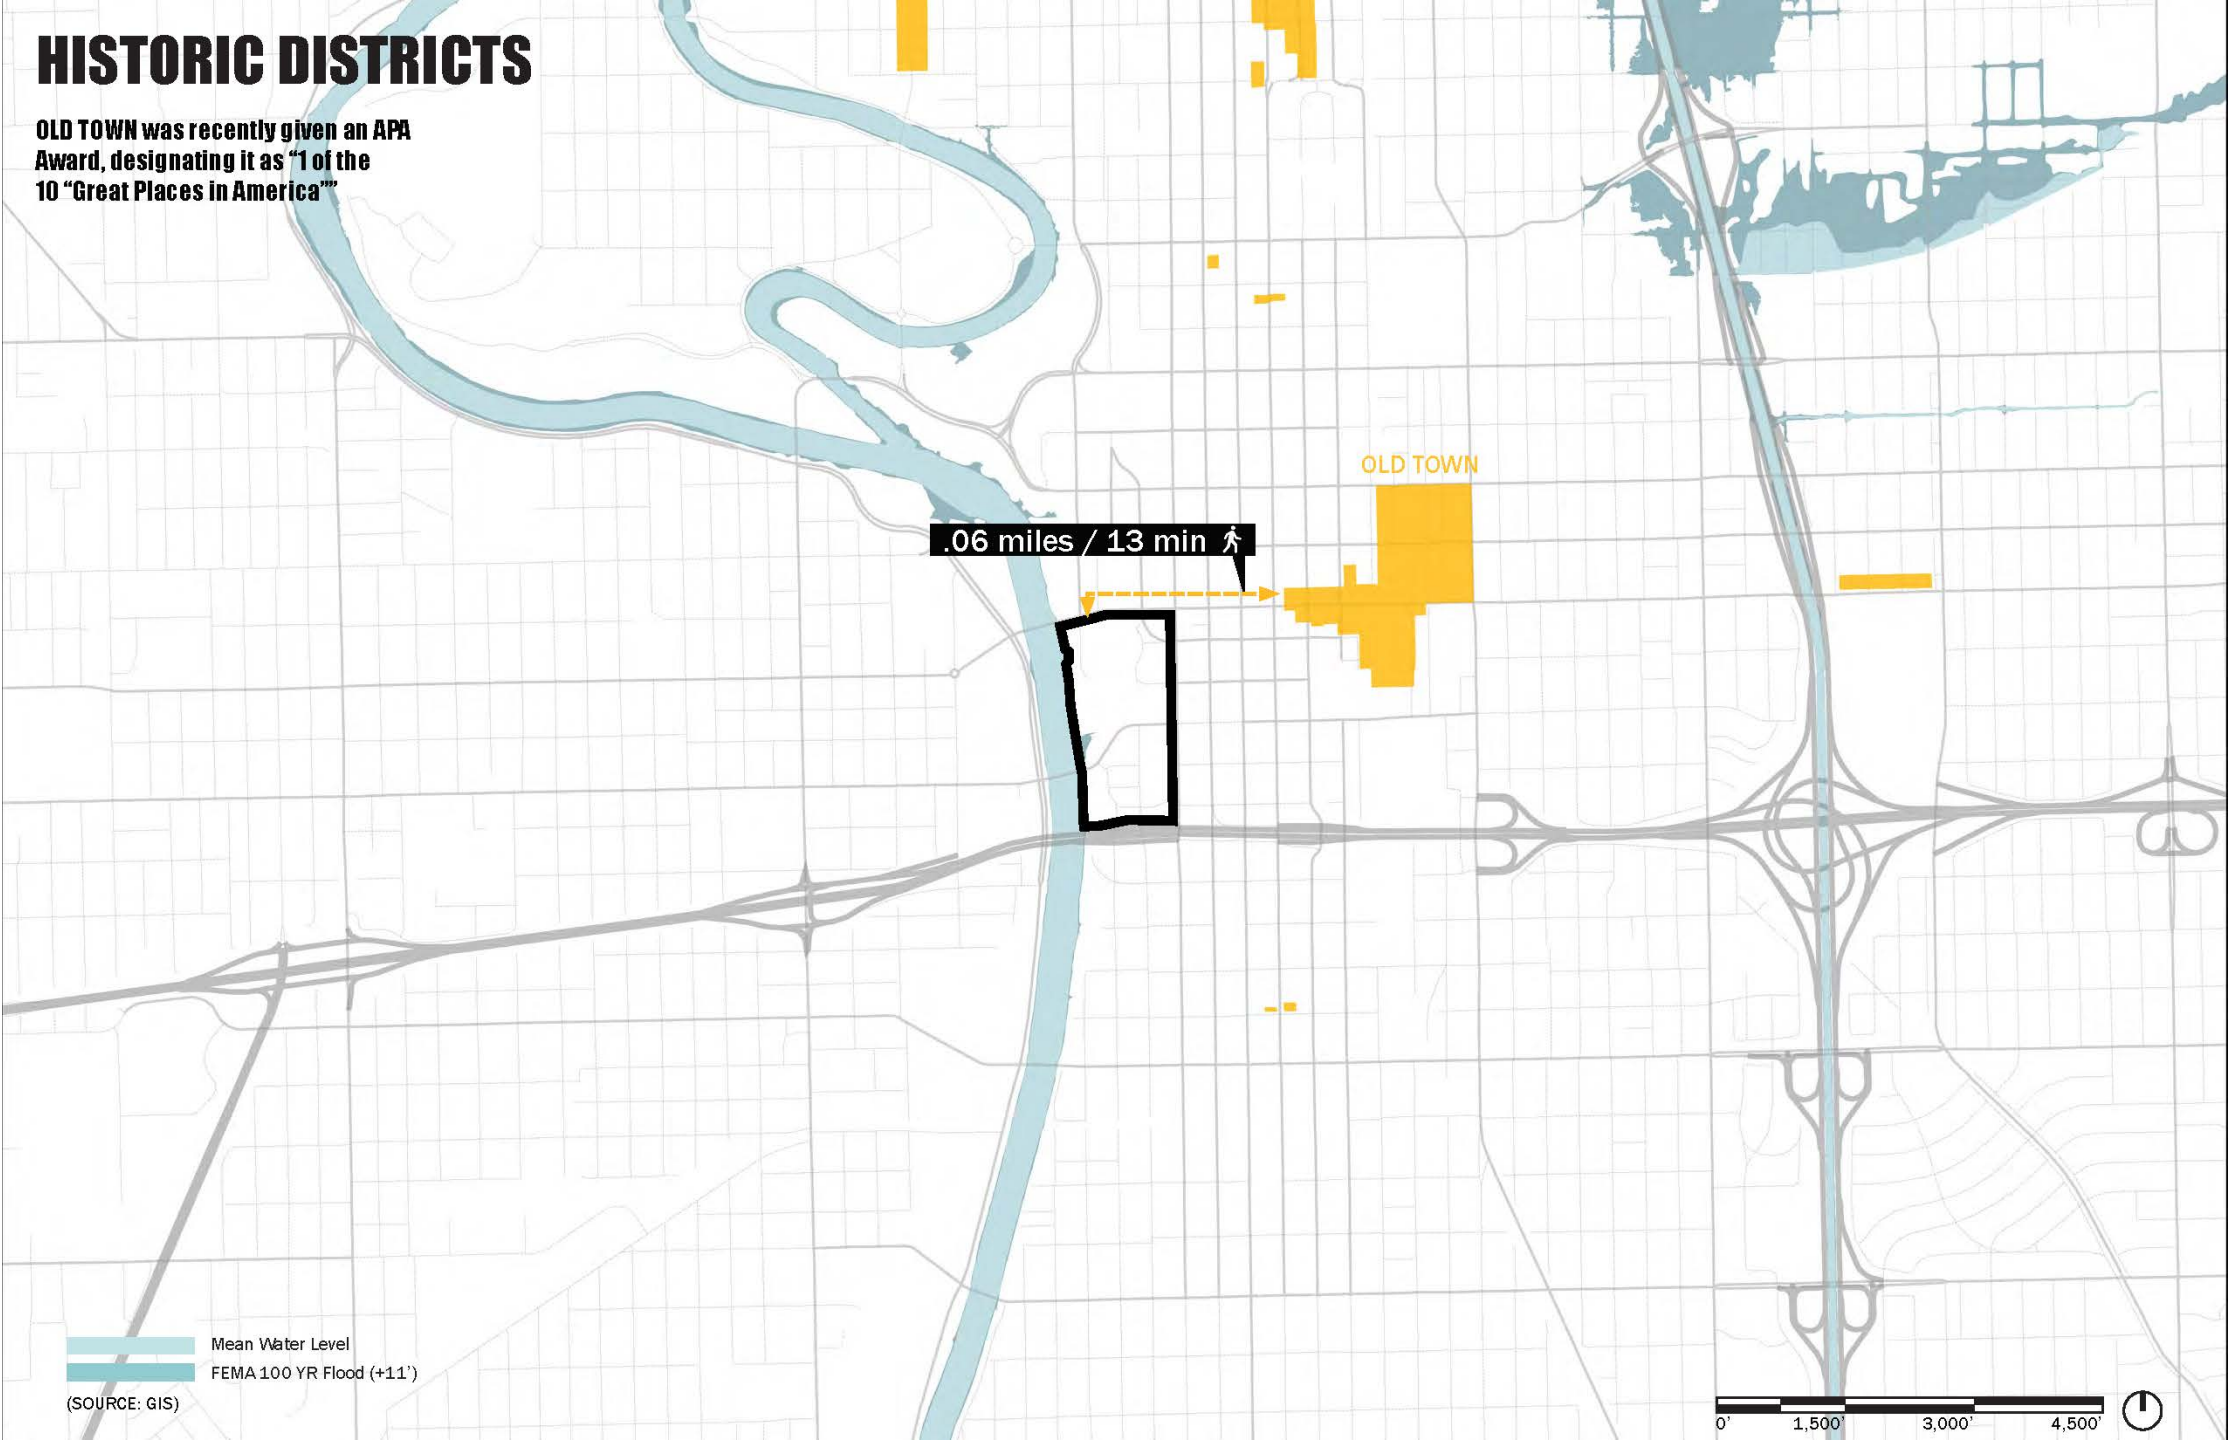 HISTORIC DISTRICTS
OLD TOWN was recently given an APA
Award, designating it as “1 of the
10 “Great Places in America””
OLD TOWN
.06 miles / 13 min
Mean Water Level
FEMA 100 YR Flood (+11’)
(SOURCE: GIS)
0’ 1,500’ 3,000’ 4,500’